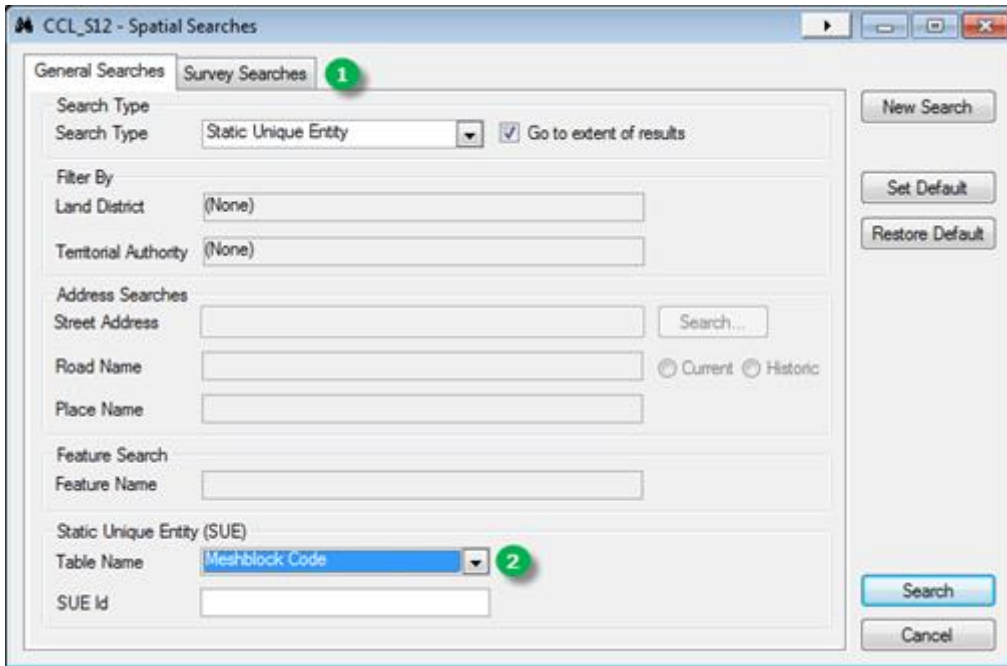 CCL_S12 - Spatial Searches
General Searches Survey Searches 1
Search Type
Search Type Static Unique Entity Go to extent of results
New Search
Filter By
Land District (None)
Set Default
Territorial Authority (None)
Restore Default
Address Searches
Street Address Search...
Road Name Current Historic
Place Name
Feature Search
Feature Name
Static Unique Entity (SUE)
Table Name Meshblock Code 2
SUE Id
Search
Cancel